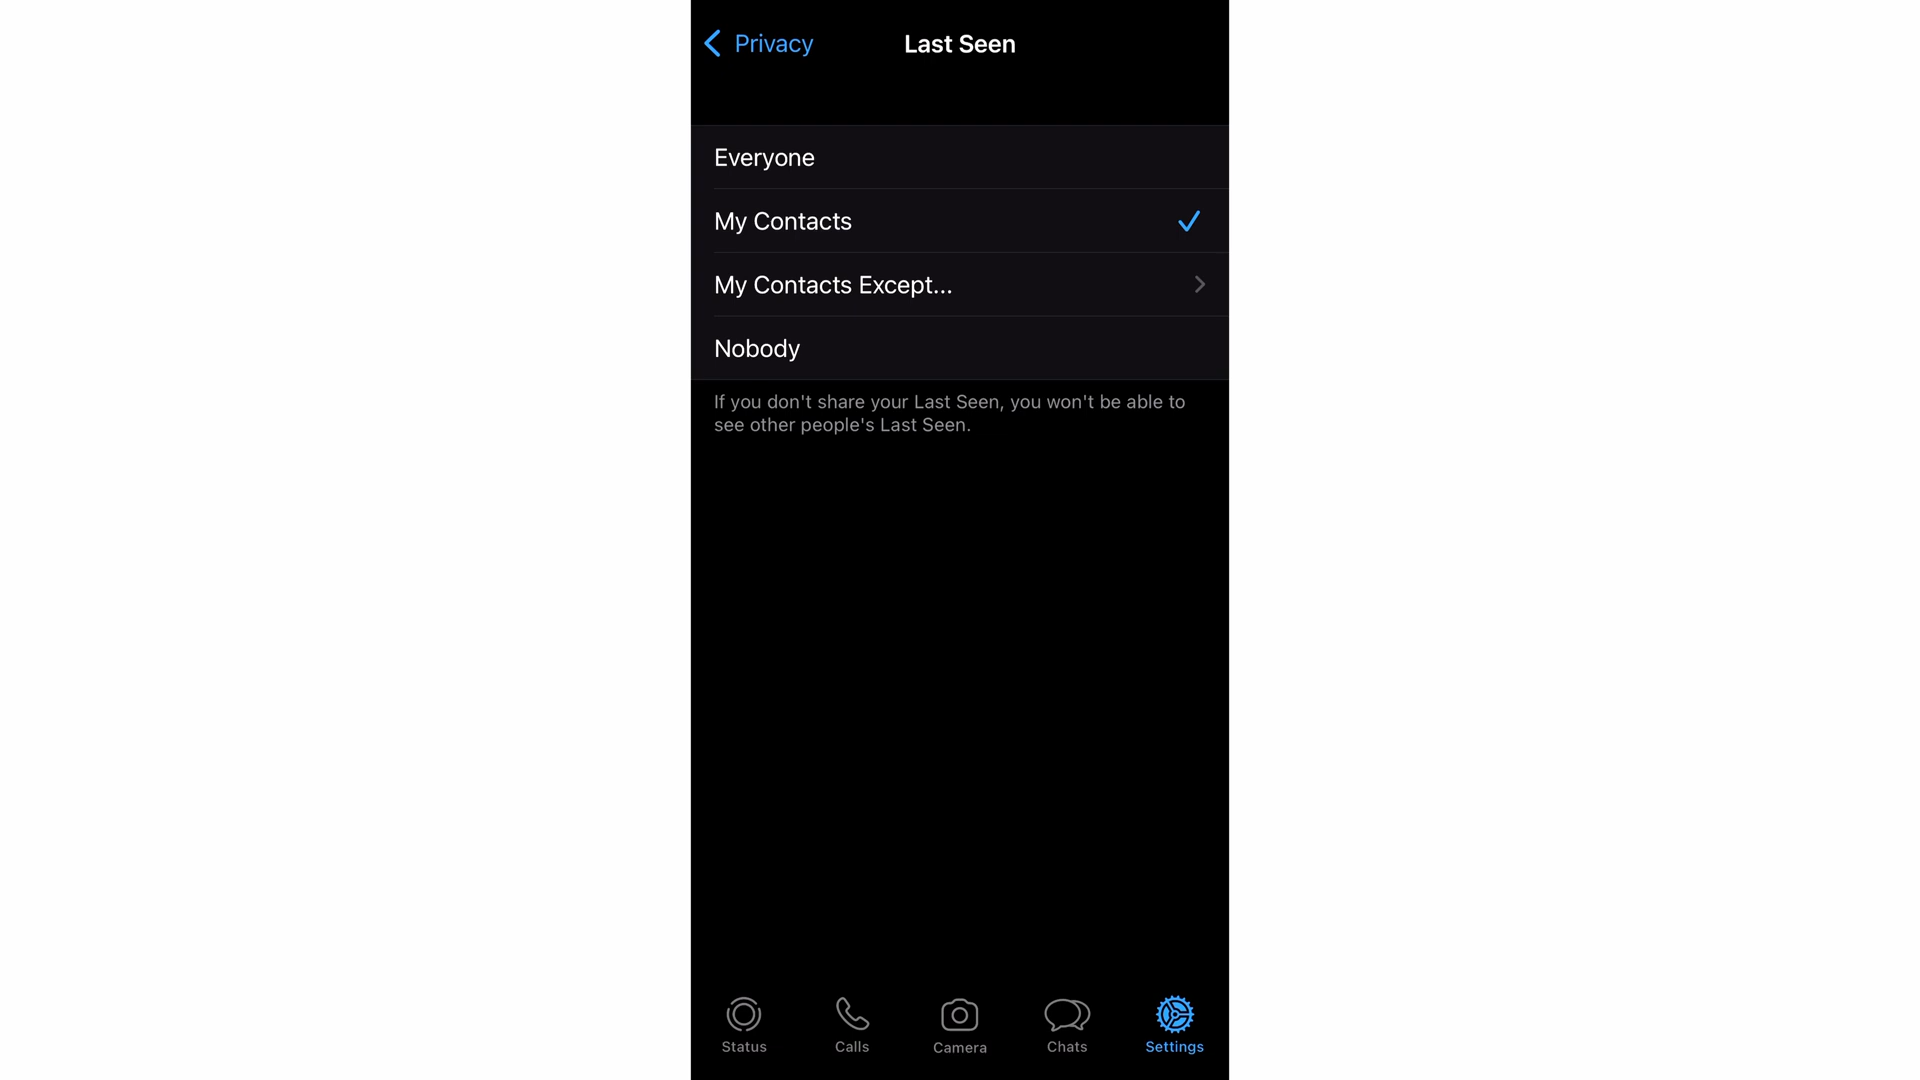 Privacy
Last Seen
Everyone
My Contacts
My Contacts Except...
Nobody
If you don't share your Last Seen, you won't be able to
see other people's Last Seen.
Status
Calls
Camera
Chats
Settings